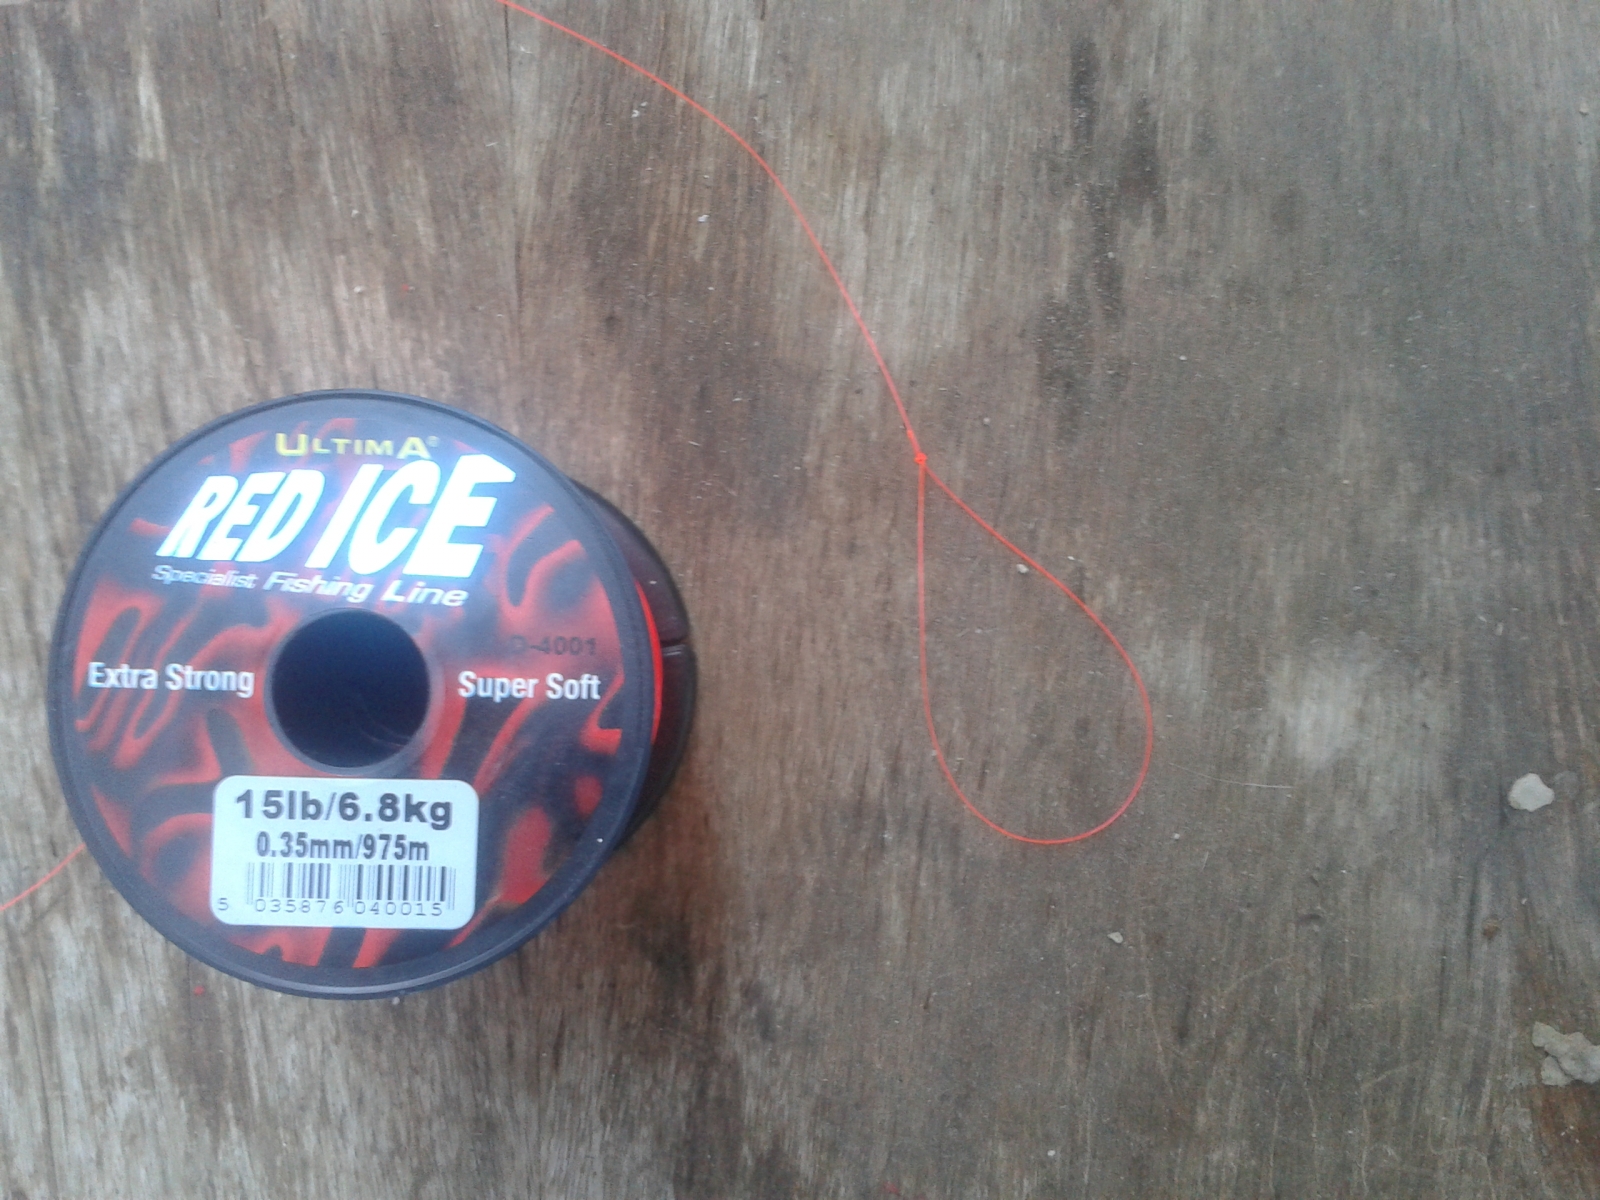 ULTIMA®
RED ICE
Specialist Fishing Line
D-4001
Extra Strong
Super Soft
15lb/6.8kg
0.35mm/975m
5 035876 040015